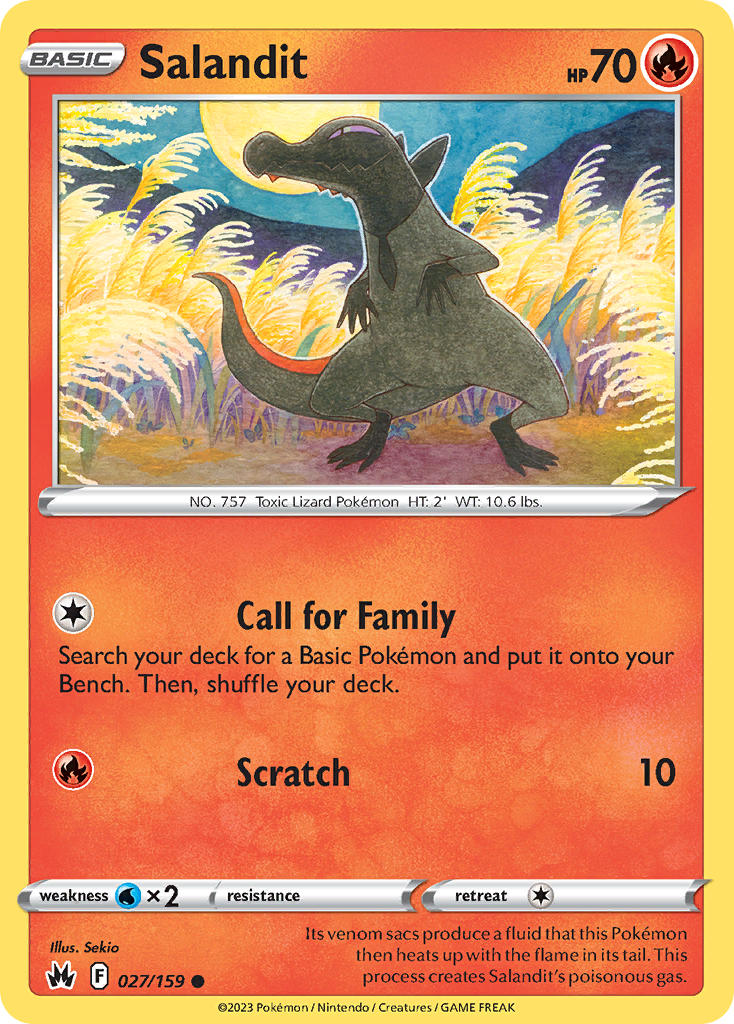 BASIC Salandit HP 70
NO. 757 Toxic Lizard Pokémon HT: 2' WT: 10.6 lbs.
Call for Family
Search your deck for a Basic Pokémon and put it onto your
Bench. Then, shuffle your deck.
Scratch 10
weakness ×2 resistance retreat
Illus. Sekio
F 027/159
Its venom sacs produce a fluid that this Pokémon
then heats up with the flame in its tail. This
process creates Salandit's poisonous gas.
©2023 Pokémon / Nintendo / Creatures / GAME FREAK